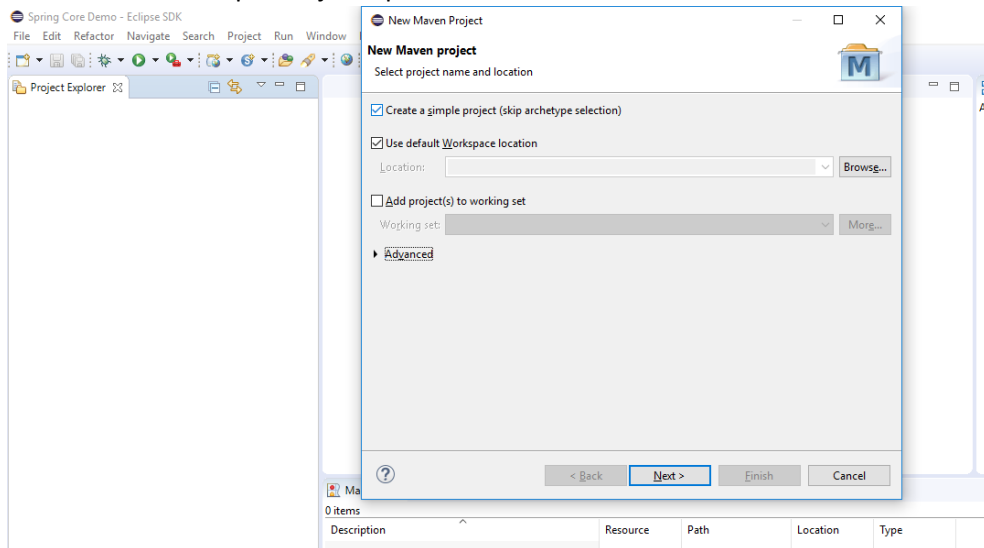 Spring Core Demo - Eclipse SDK
File Edit Refactor Navigate Search Project Run Window
Project Explorer
New Maven Project
New Maven project
Select project name and location
M
Create a simple project (skip archetype selection)
Use default Workspace location
Location:
Browse...
Add project(s) to working set
Working set:
More...
Advanced
?
< Back
Next >
Finish
Cancel
Ma
0 items
Description Resource Path Location Type